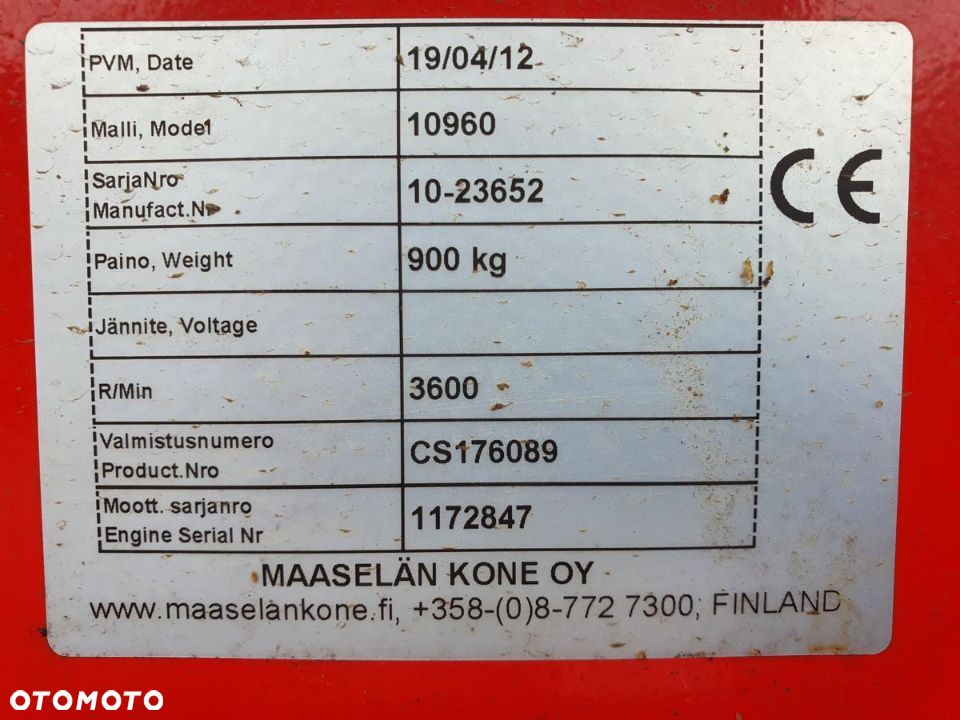 PVM, Date 19/04/12
Malli, Model 10960
SarjaNro
Manufact.Nr 10-23652
Paino, Weight 900 kg
Jännite, Voltage
R/Min 3600
Valmistusnumero
Product.Nro CS176089
Moott. sarjanro
Engine Serial Nr 1172847
CE
MAASELÄN KONE OY
www.maaselankone.fi, +358-(0)8-772 7300, FINLAND
OTOMOTO